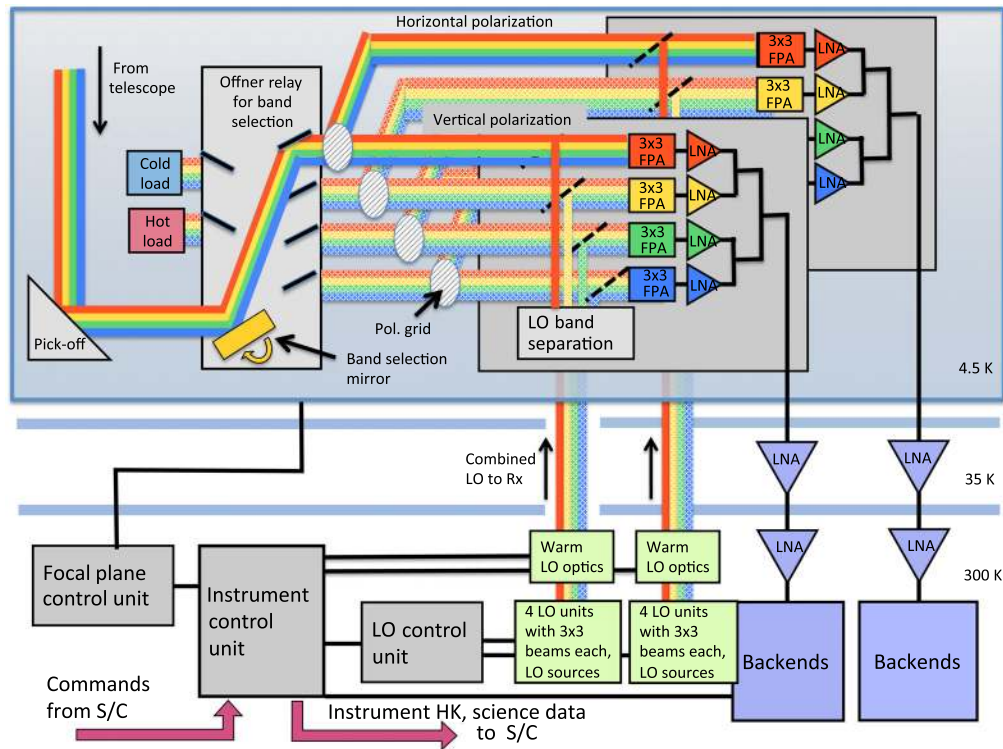 Horizontal polarization
From
telescope
Offner relay
for band
selection
3x3
FPA
LNA
3x3
FPA
LNA
Vertical polarization
LNA
LNA
Cold
load
Hot
load
3x3
FPA
LNA
3x3
FPA
LNA
3x3
FPA
LNA
3x3
FPA
LNA
Pick-off
Pol. grid
Band selection
mirror
LO band
separation
4.5 K
Combined
LO to Rx
LNA
LNA
35 K
Warm
LO optics
Warm
LO optics
LNA
LNA
300 K
Focal plane
control unit
Instrument
control
unit
LO control
unit
4 LO units
with 3x3
beams each,
LO sources
4 LO units
with 3x3
beams each,
LO sources
Backends
Backends
Commands
from S/C
Instrument HK, science data
to S/C